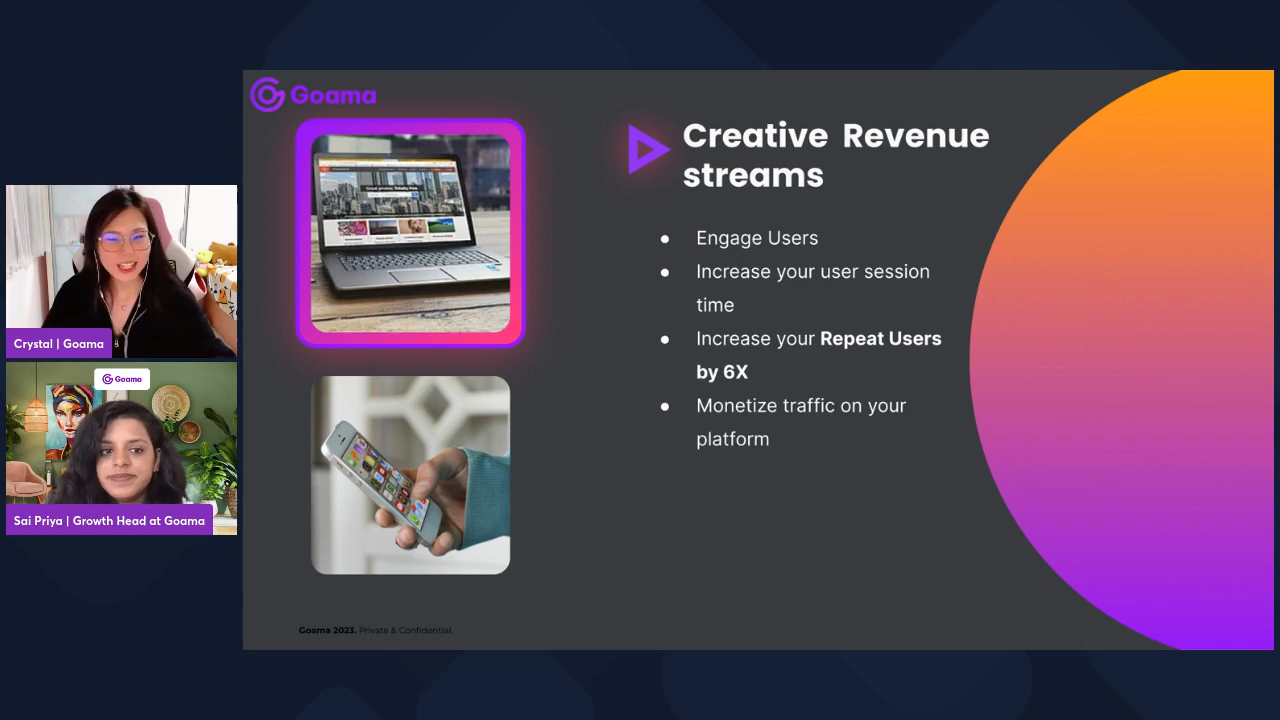 Goama
Creative Revenue
streams
Engage Users
Increase your user session
time
Increase your Repeat Users
by 6X
Monetize traffic on your
platform
Crystal | Goama
Goama
Sai Priya | Growth Head at Goama
Goama 2023. Private & Confidential